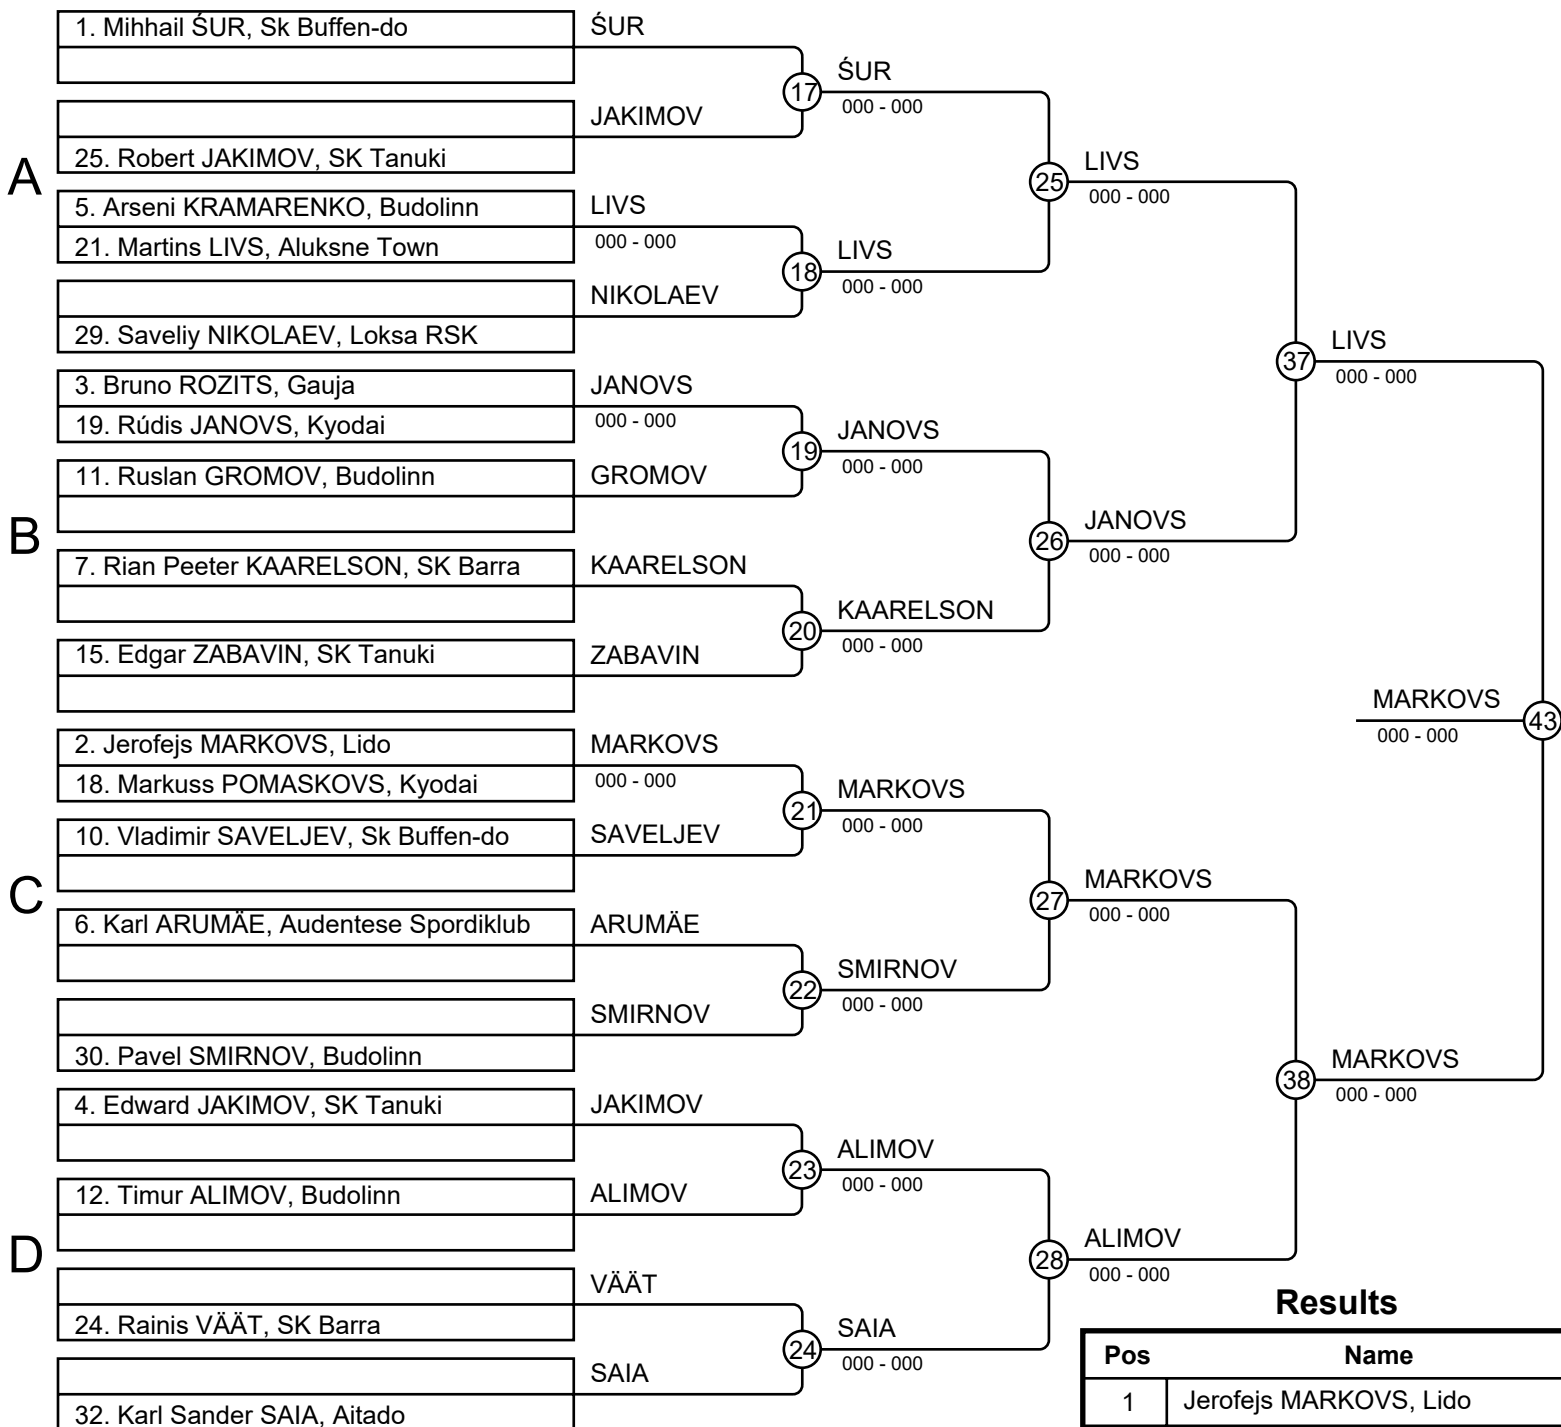 1. Mihhail ŚUR, Sk Buffen-do
ŚUR
17
ŚUR
000 - 000
JAKIMOV
25. Robert JAKIMOV, SK Tanuki
A
25
LIVS
000 - 000
5. Arseni KRAMARENKO, Budolinn
LIVS
21. Martins LIVS, Aluksne Town
000 - 000
18
LIVS
000 - 000
NIKOLAEV
29. Saveliy NIKOLAEV, Loksa RSK
37
LIVS
000 - 000
3. Bruno ROZITS, Gauja
JANOVS
19. Rúdis JANOVS, Kyodai
000 - 000
19
JANOVS
000 - 000
11. Ruslan GROMOV, Budolinn
GROMOV
B
26
JANOVS
000 - 000
7. Rian Peeter KAARELSON, SK Barra
KAARELSON
20
KAARELSON
000 - 000
15. Edgar ZABAVIN, SK Tanuki
ZABAVIN
MARKOVS
000 - 000
43
2. Jerofejs MARKOVS, Lido
MARKOVS
18. Markuss POMASKOVS, Kyodai
000 - 000
21
MARKOVS
000 - 000
10. Vladimir SAVELJEV, Sk Buffen-do
SAVELJEV
C
27
MARKOVS
000 - 000
6. Karl ARUMÄE, Audentese Spordiklub
ARUMÄE
22
SMIRNOV
000 - 000
SMIRNOV
30. Pavel SMIRNOV, Budolinn
38
MARKOVS
000 - 000
4. Edward JAKIMOV, SK Tanuki
JAKIMOV
23
ALIMOV
000 - 000
12. Timur ALIMOV, Budolinn
ALIMOV
D
28
ALIMOV
000 - 000
VÄÄT
24. Rainis VÄÄT, SK Barra
24
SAIA
000 - 000
SAIA
32. Karl Sander SAIA, Aitado
Results
Pos Name
1 Jerofejs MARKOVS, Lido